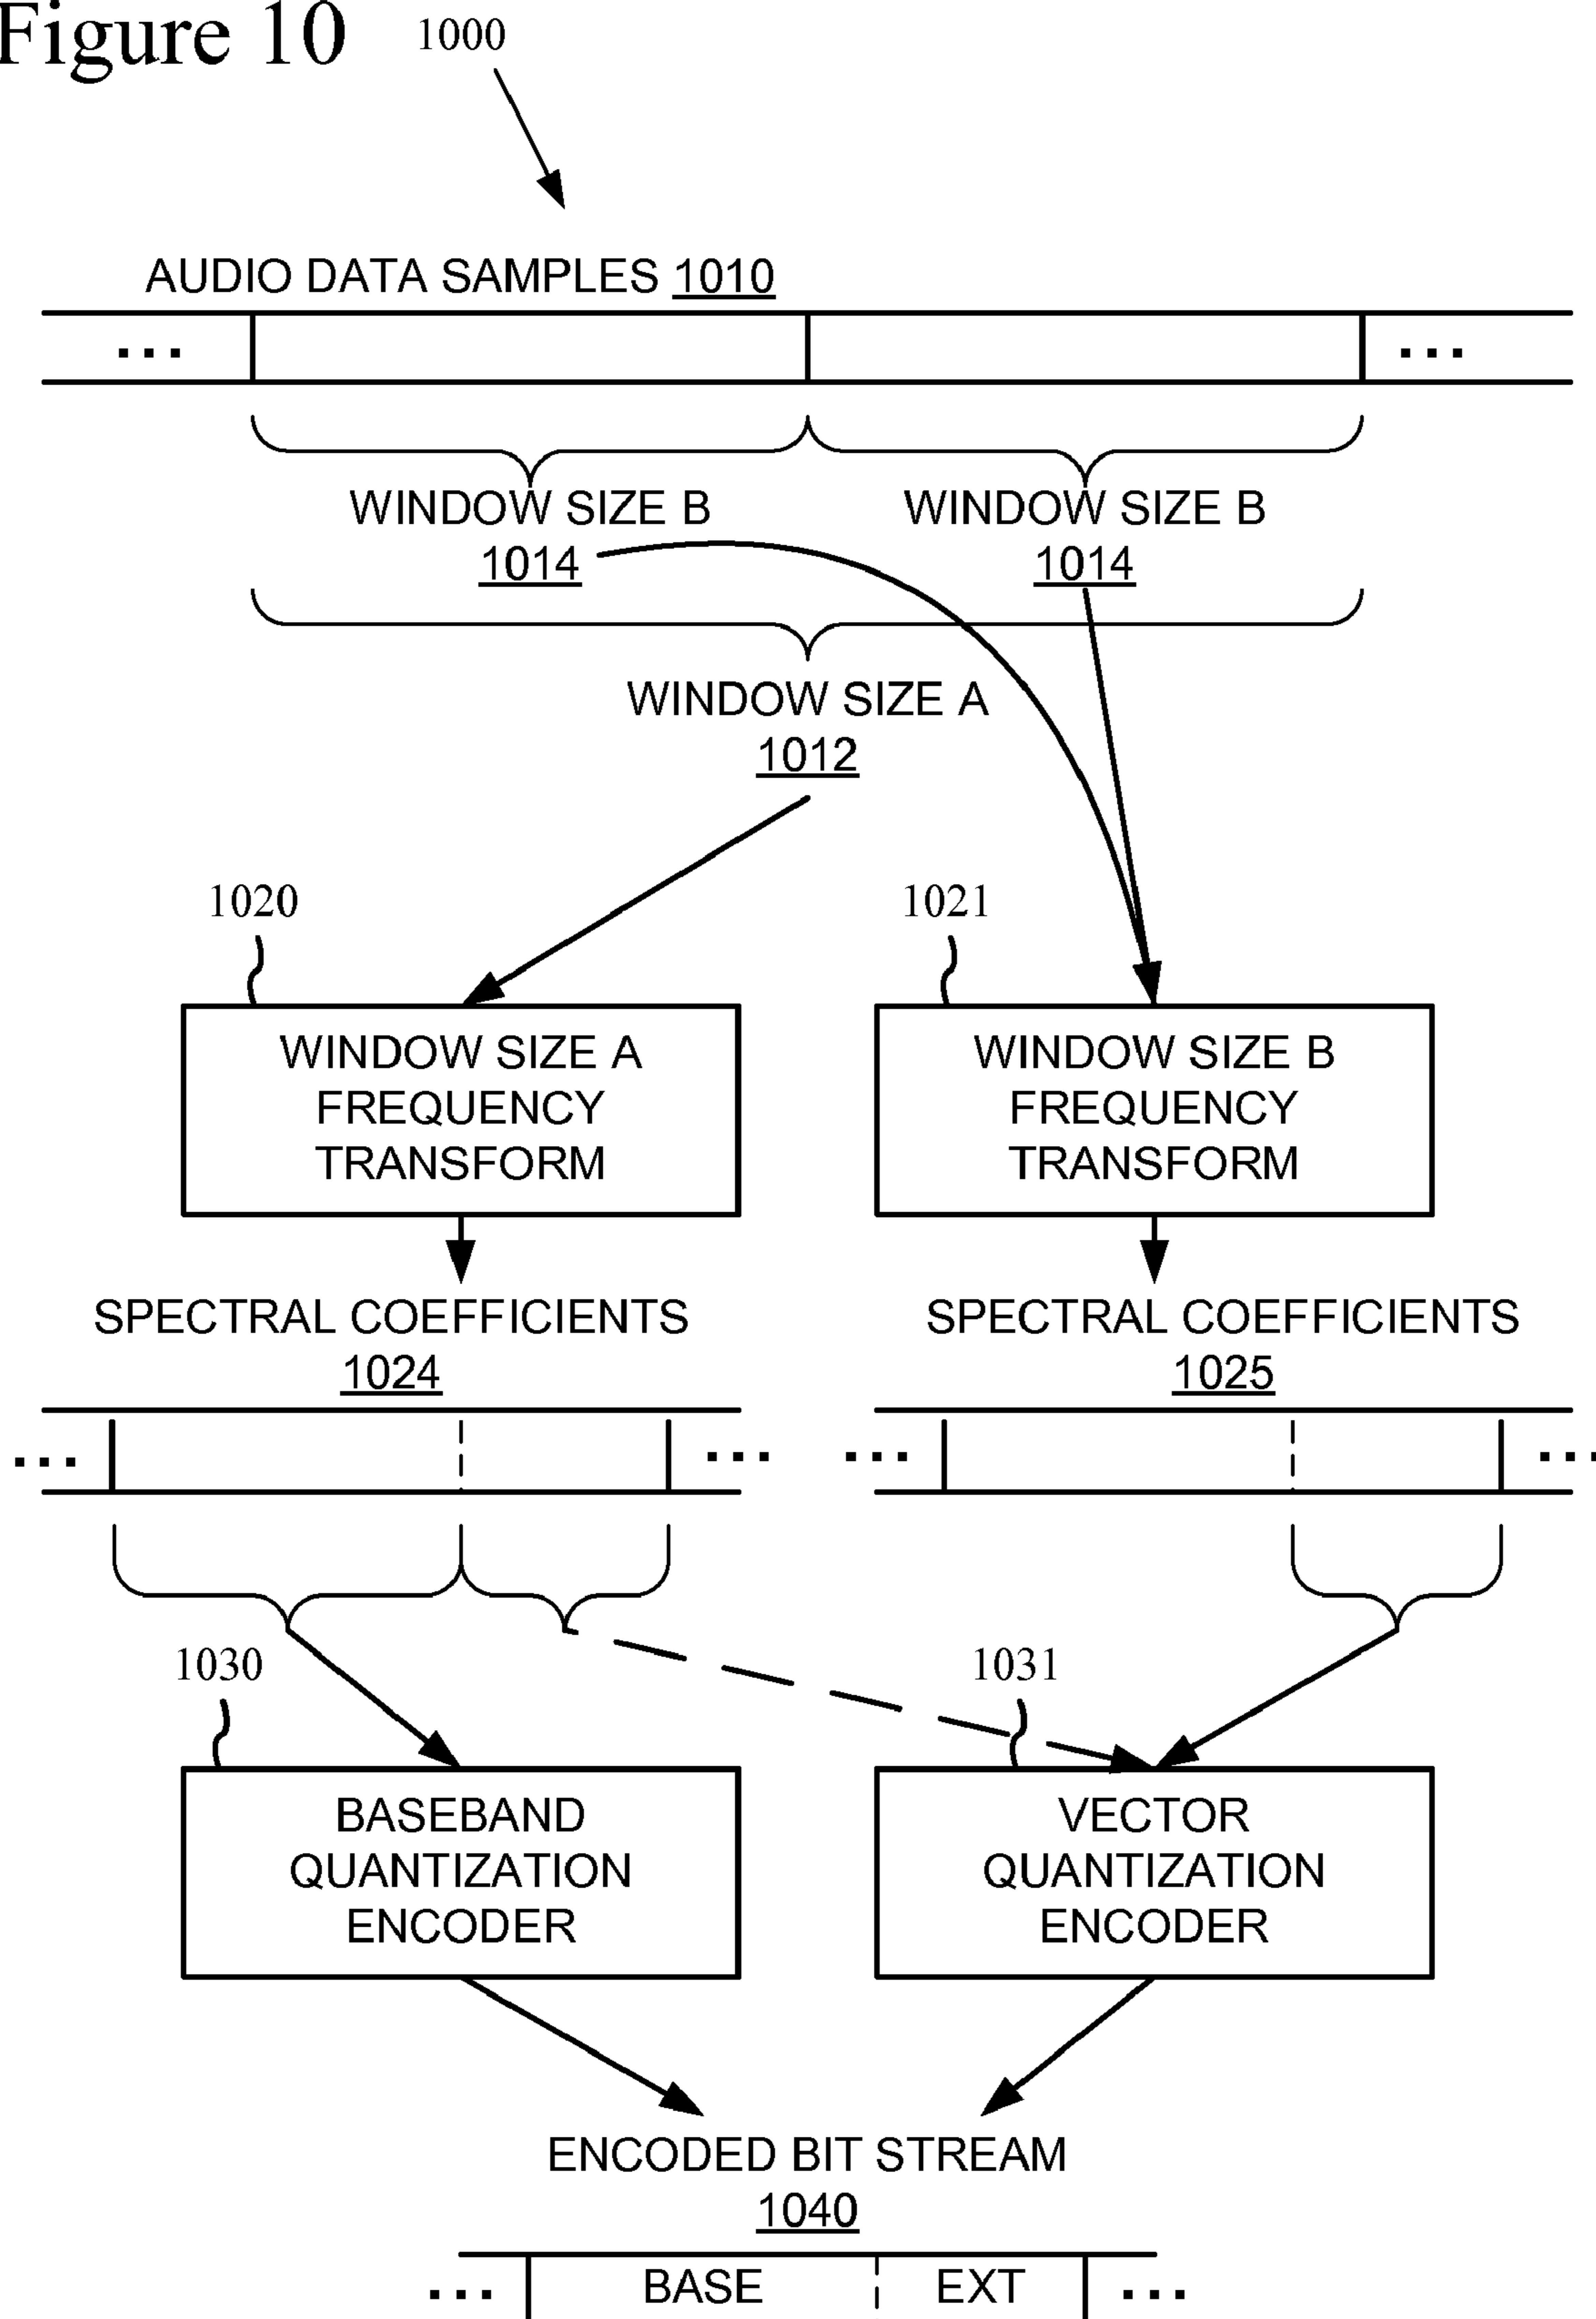 Figure 10
1000
AUDIO DATA SAMPLES 1010
... ...
WINDOW SIZE B WINDOW SIZE B
1014 1014
WINDOW SIZE A
1012
1020 1021
WINDOW SIZE A
FREQUENCY
TRANSFORM
WINDOW SIZE B
FREQUENCY
TRANSFORM
SPECTRAL COEFFICIENTS
1024
SPECTRAL COEFFICIENTS
1025
... ... ... ...
1030 1031
BASEBAND
QUANTIZATION
ENCODER
VECTOR
QUANTIZATION
ENCODER
ENCODED BIT STREAM
1040
... BASE EXT ...